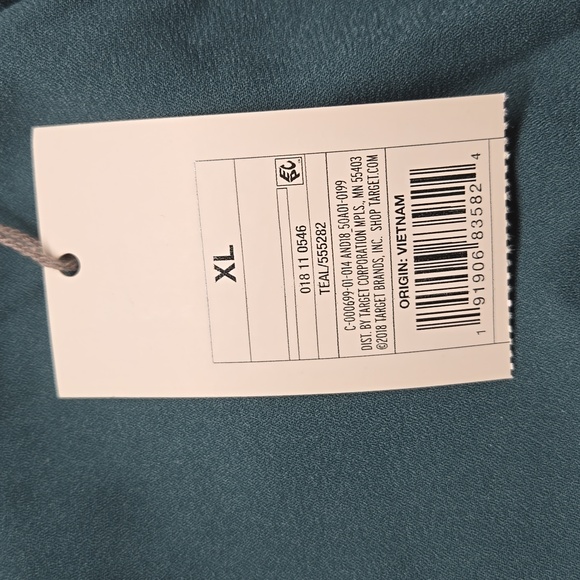 XL
EPC
018 11 0546
TEAL/555282
C-000699-01-014 AND18 50A01-0199
DIST. BY TARGET CORPORATION MPLS, MN 55403
©2018 TARGET BRANDS, INC. SHOP TARGET.COM
ORIGIN: VIETNAM
1 91906 83582 4